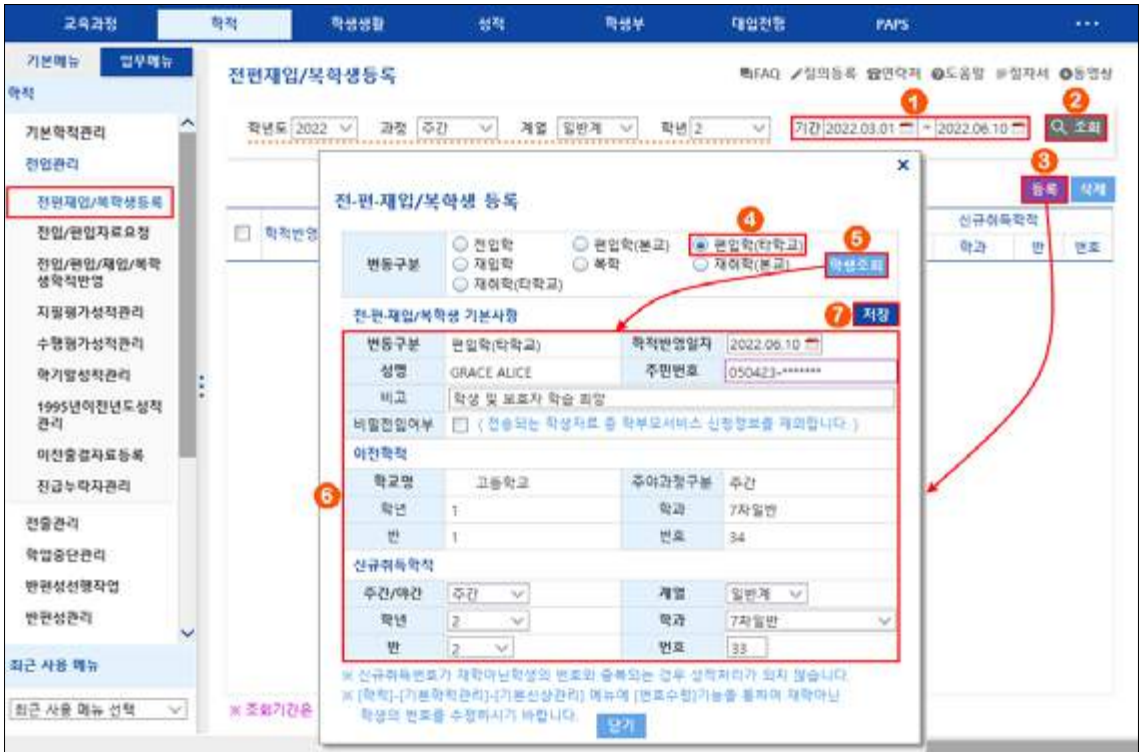 교육과정 학적 학생생활 성적 학생부 대입전형 PAPS ...
기본메뉴 업무메뉴
학적
기본학적관리
전입관리
전편재입/복학생등록
전입/편입자료요청
전입/편입/재입/복학
생학적반영
지필평가성적관리
수행평가성적관리
학기말성적관리
1995년이전년도성적
관리
이전출결자료등록
진급누락자관리
전출관리
학업중단관리
반편성선행작업
반편성관리
최근 사용 메뉴
최근 사용 메뉴 선택
전편재입/복학생등록
FAQ 질의등록 연락처 도움말 전자서 동영상
학년도 2022 과정 주간 계열 일반계 학년 2 기간 2022.03.01 ~ 2022.06.10 조회
1 2
3
등록 삭제
학적반영
신규취득학적
학과 반 번호
전·편·재입/복학생 등록 x
변동구분
전입학 편입학(본교) 편입학(타학교)
재입학 복학 재취학(본교)
재취학(타학교)
4 5
학생조회
전·편·재입/복학생 기본사항 7 저장
변동구분 편입학(타학교) 학적반영일자 2022.06.10
성명 GRACE ALICE 주민번호 050423-*******
비고 학생 및 보호자 학습 희망
비밀전입여부 ( 전송되는 학생자료 중 학부모서비스 신청정보를 제외합니다. )
이전학적
6
학교명 고등학교 주야과정구분 주간
학년 1 학과 7차일반
반 1 번호 34
신규취득학적
주간/야간 주간 계열 일반계
학년 2 학과 7차일반
반 2 번호 33
※ 신규취득번호가 재학아닌학생의 번호와 중복되는 경우 성적처리가 되지 않습니다.
※ [학적]-[기본학적관리]-[기본신상관리] 메뉴에 [번호수정]기능을 통하여 재학아닌
학생의 번호를 수정하시기 바랍니다.
닫기
※ 조회기간은